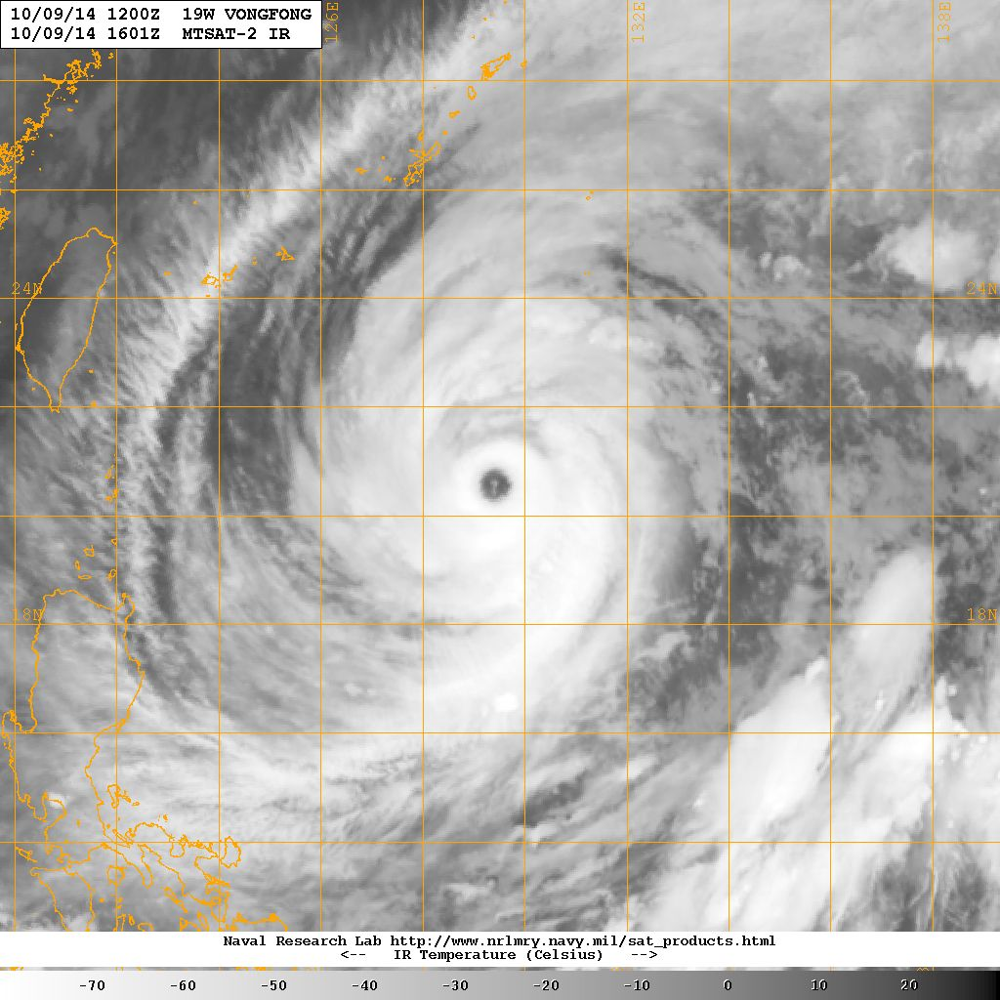 10/09/14 1200Z 19W VONGFONG
10/09/14 1601Z MTSAT-2 IR
126E 132E 138E
24N 24N
18N 18N
Naval Research Lab http://www.nrlmry.navy.mil/sat_products.html
<-- IR Temperature (Celsius) -->
-70 -60 -50 -40 -30 -20 -10 0 10 20